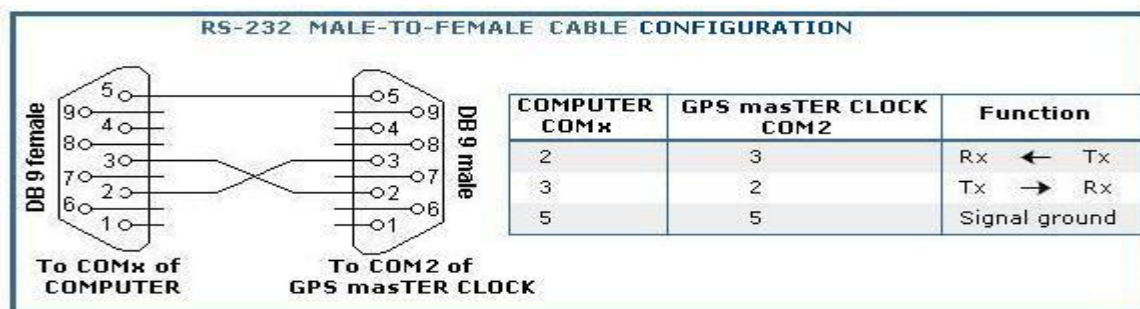 RS-232 MALE-TO-FEMALE CABLE CONFIGURATION
DB 9 female
5
9
4
8
3
7
2
6
1
5
9
4
8
3
7
2
6
1
DB 9 male
To COMx of
COMPUTER
To COM2 of
GPS masTER CLOCK
COMPUTER COMx GPS masTER CLOCK COM2 Function
2 3 Rx ← Tx
3 2 Tx → Rx
5 5 Signal ground